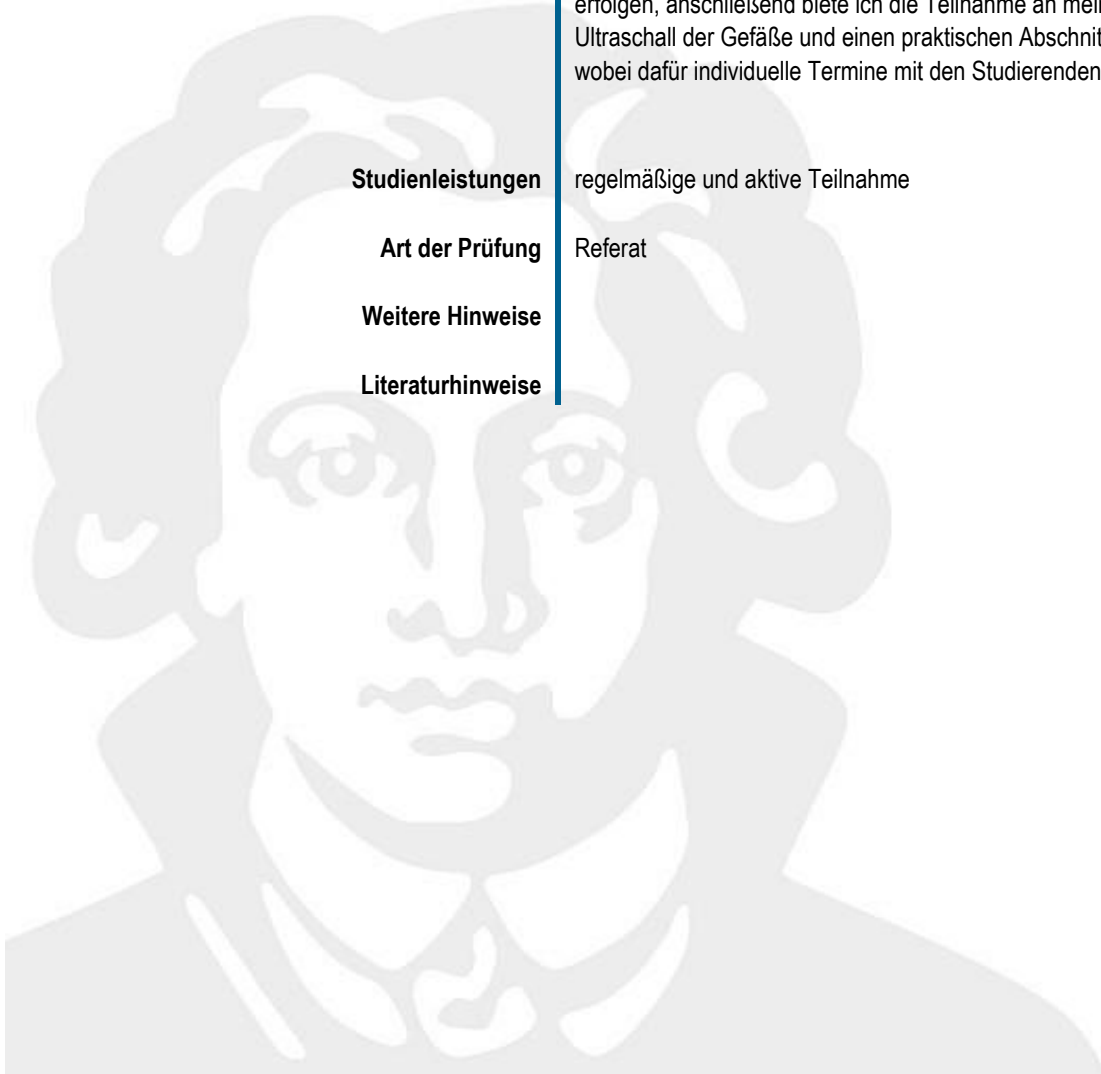 erfolgen, anschließend biete ich die Teilnahme an
Ultraschall der Gefäße und einen praktischen
wobei dafür individuelle Termine mit den Studierenden
Studienleistungen regelmäßige und aktive Teilnahme
Art der Prüfung Referat
Weitere Hinweise
Literaturhinweise